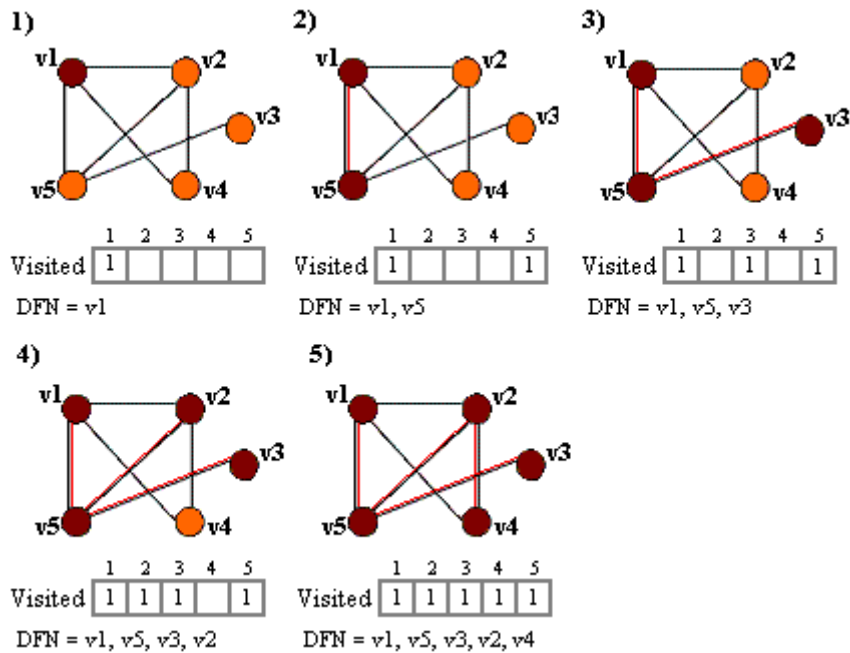 1)
v1
v2
v3
v5
v4
1 2 3 4 5
Visited 1
DFN = v1
2)
v1
v2
v3
v5
v4
1 2 3 4 5
Visited 1 1
DFN = v1, v5
3)
v1
v2
v3
v5
v4
1 2 3 4 5
Visited 1 1 1
DFN = v1, v5, v3
4)
v1
v2
v3
v5
v4
1 2 3 4 5
Visited 1 1 1 1
DFN = v1, v5, v3, v2
5)
v1
v2
v3
v5
v4
1 2 3 4 5
Visited 1 1 1 1 1
DFN = v1, v5, v3, v2, v4